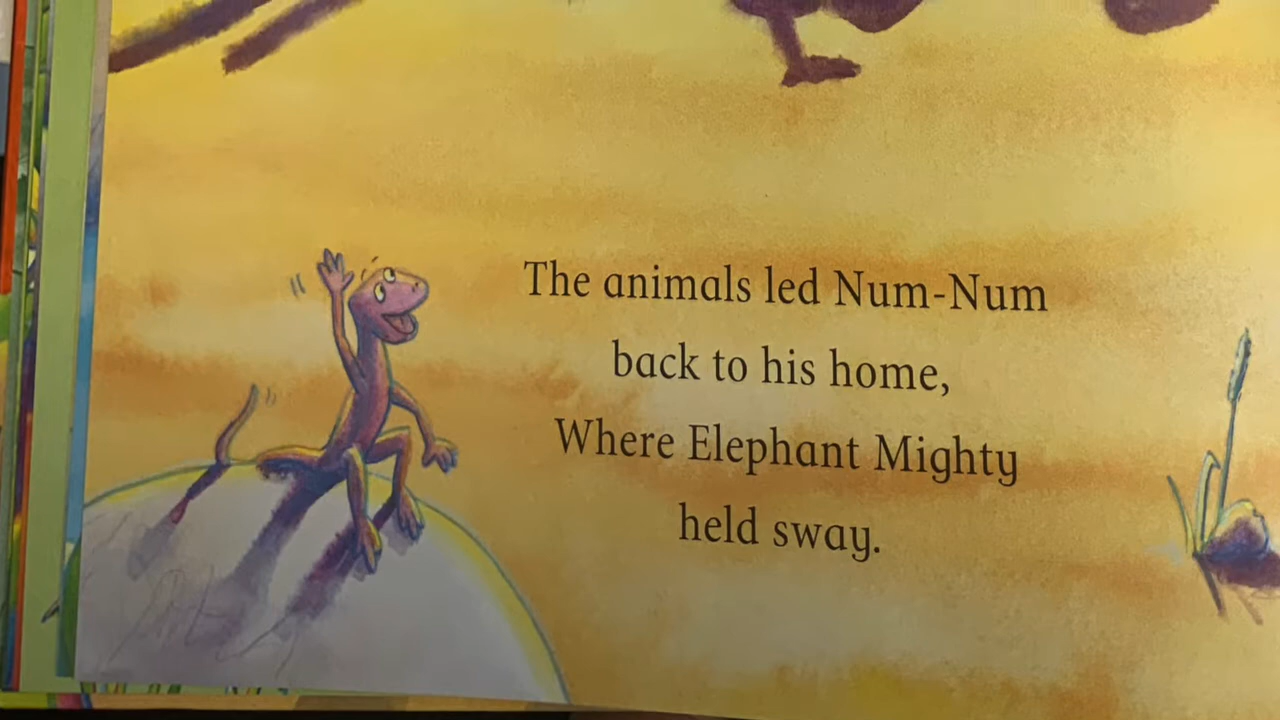 The animals led Num-Num
back to his home,
Where Elephant Mighty
held sway.